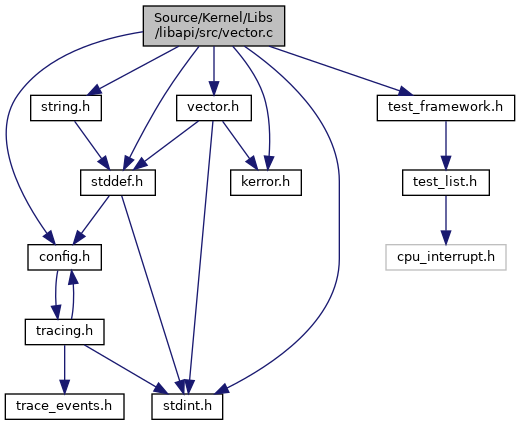 Source/Kernel/Libs
/libapi/src/vector.c
string.h
vector.h
test_framework.h
stddef.h
kerror.h
test_list.h
config.h
cpu_interrupt.h
tracing.h
trace_events.h
stdint.h